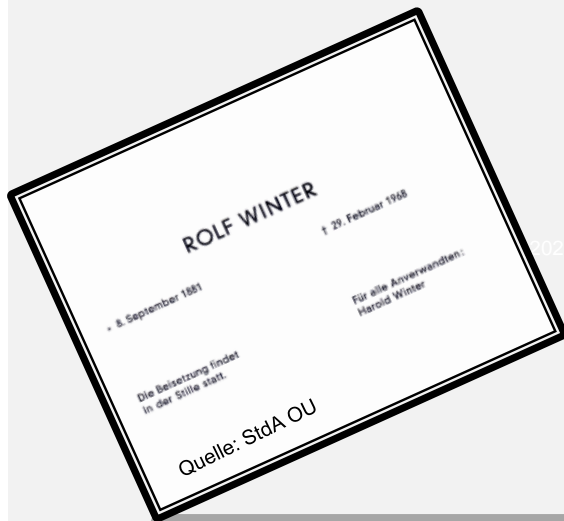 ROLF WINTER
* 8. September 1881
† 29. Februar 1968
Die Beisetzung findet
in der Stille statt.
Für alle Anverwandten:
Harold Winter
Quelle: StdA OU
202